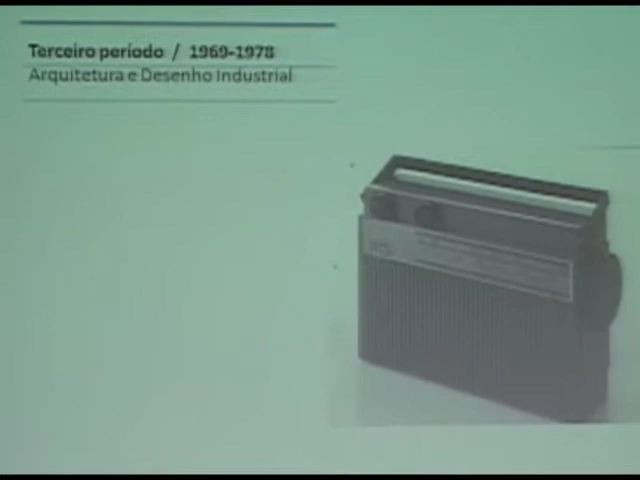 Terceiro período / 1969-1978
Arquitetura e Desenho Industrial